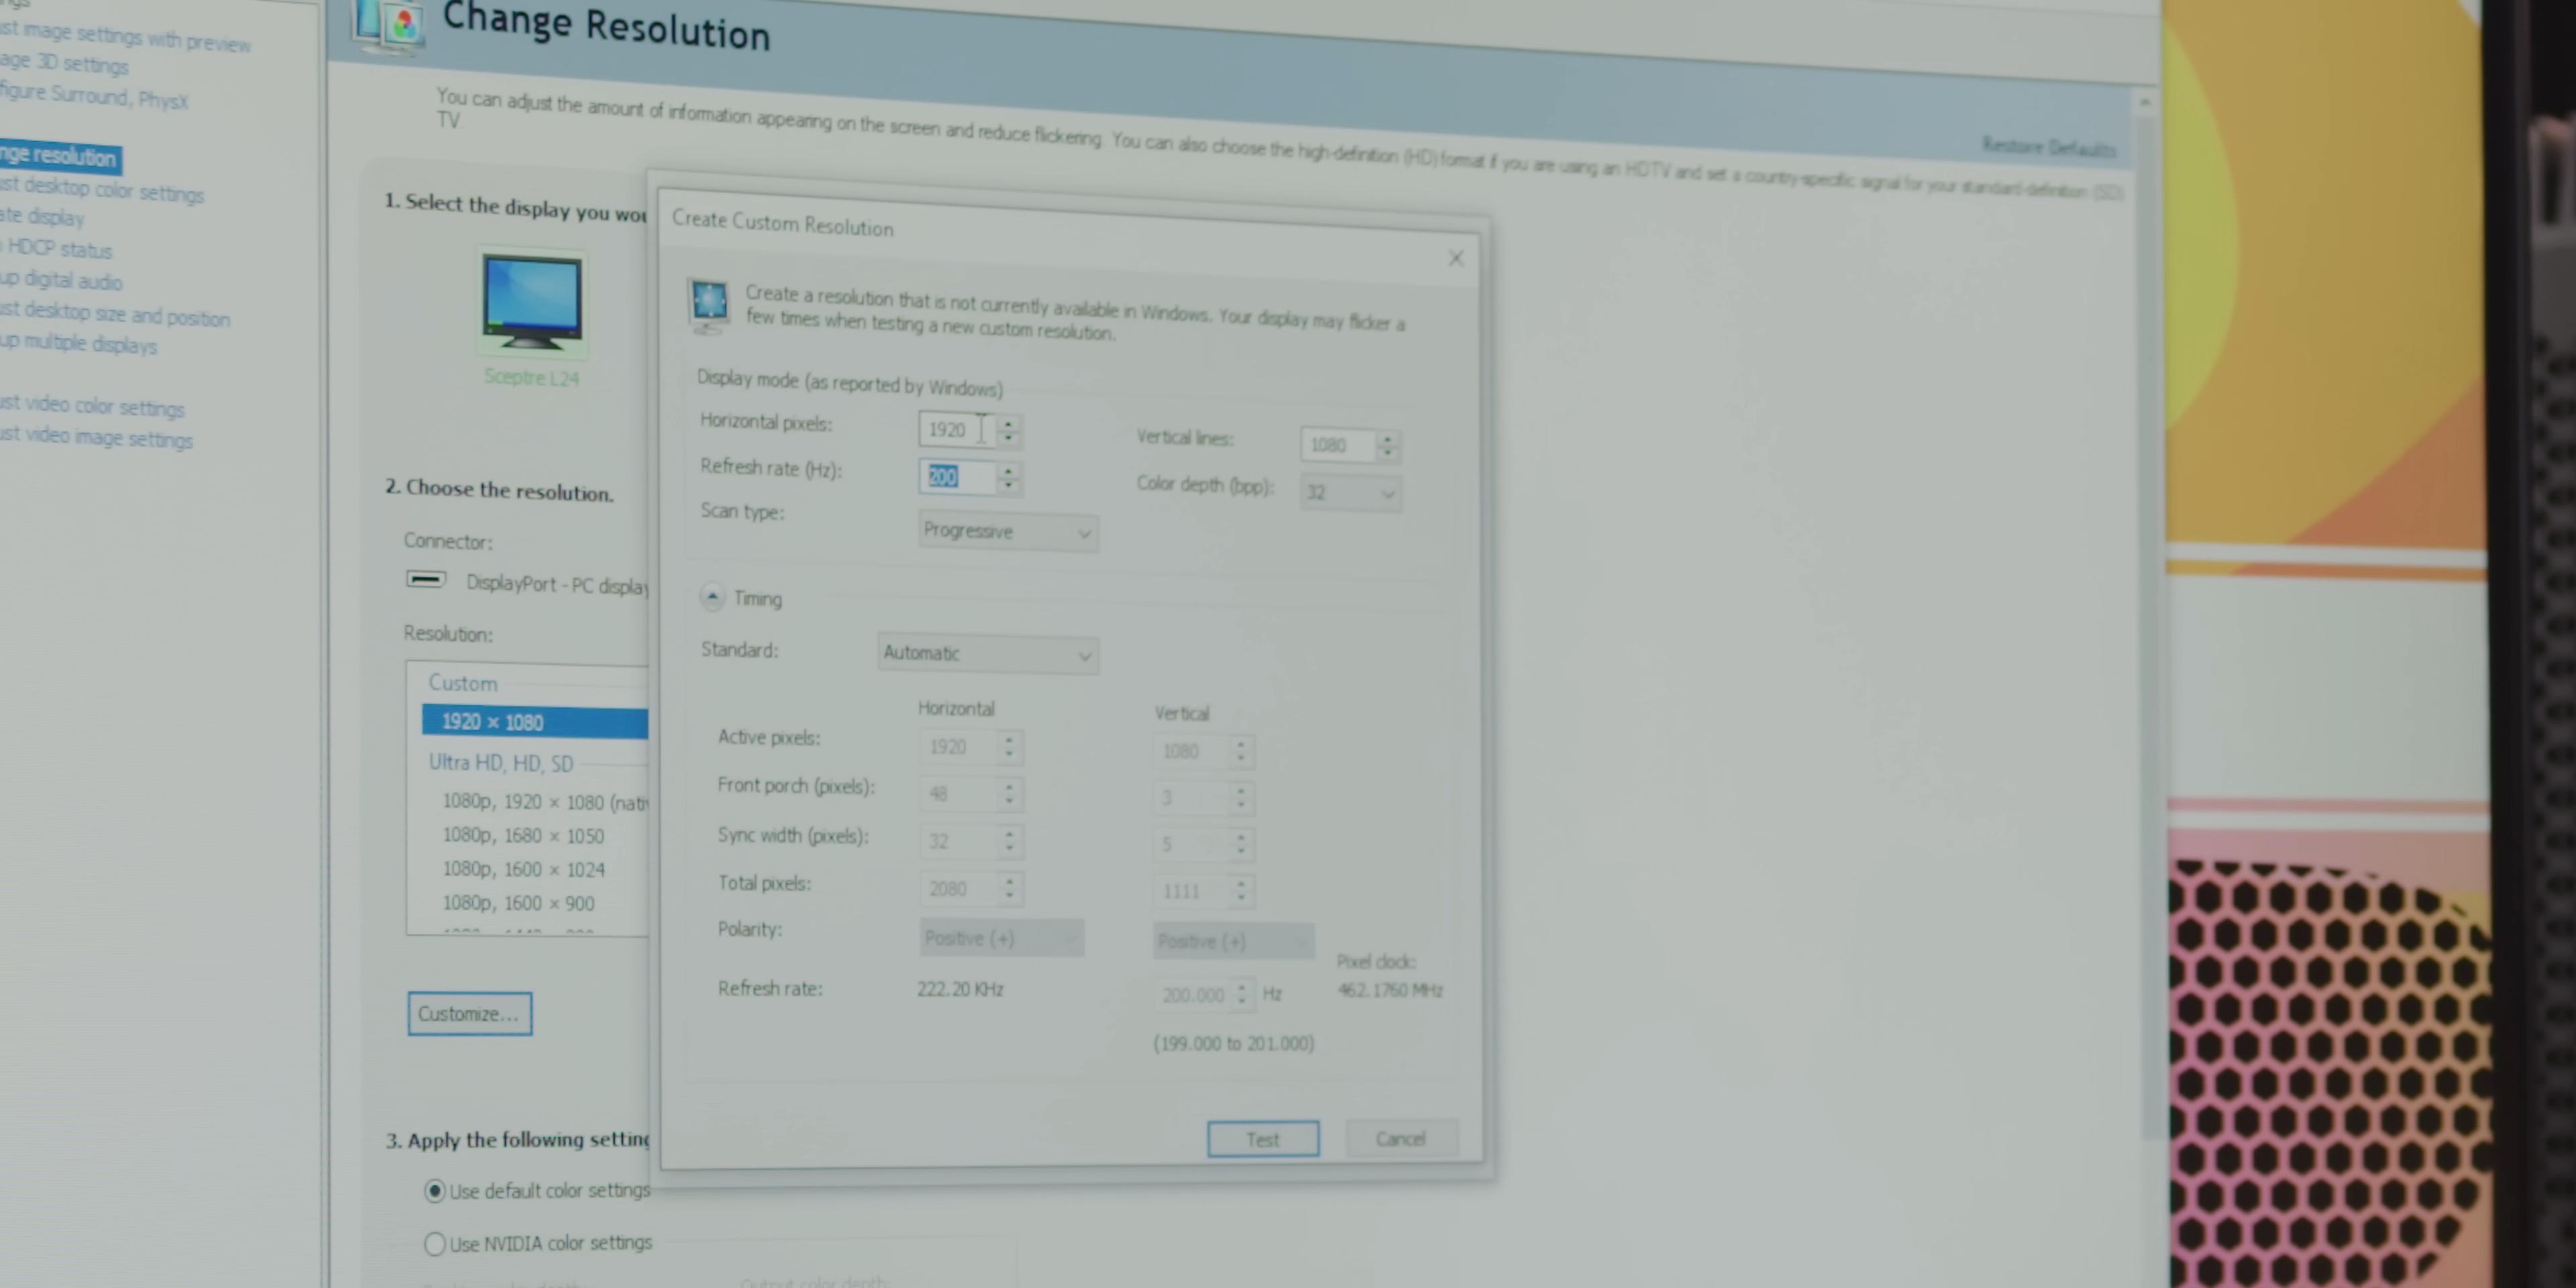 ngs
ust image settings with preview
age 3D settings
figure Surround, PhysX
nge resolution
ust desktop color settings
ate display
HDCP status
up digital audio
ust desktop size and position
up multiple displays
ust video color settings
ust video image settings
Change Resolution
Restore Defaults
You can adjust the amount of information appearing on the screen and reduce flickering. You can also choose the high-definition (HD) format if you are using an HDTV and set a country-specific signal for your standard-definition (SD)
TV.
1. Select the display you wou
Sceptre L24
2. Choose the resolution.
Connector:
DisplayPort - PC display
Resolution:
Custom
1920 × 1080
Ultra HD, HD, SD
1080p, 1920 × 1080 (nativ
1080p, 1680 × 1050
1080p, 1600 × 1024
1080p, 1600 × 900
Customize...
3. Apply the following setting
Use default color settings
Use NVIDIA color settings
Output color depth:
Create Custom Resolution
Create a resolution that is not currently available in Windows. Your display may flicker a
few times when testing a new custom resolution.
Display mode (as reported by Windows)
Horizontal pixels: 1920 Vertical lines: 1080
Refresh rate (Hz): 200 Color depth (bpp): 32
Scan type: Progressive
Timing
Standard: Automatic
Horizontal Vertical
Active pixels: 1920 1080
Front porch (pixels): 48 3
Sync width (pixels): 32 5
Total pixels: 2080 1111
Polarity: Positive (+) Positive (+)
Pixel clock:
Refresh rate: 222.20 KHz 200.000 Hz 462.1760 MHz
(199.000 to 201.000)
Test Cancel